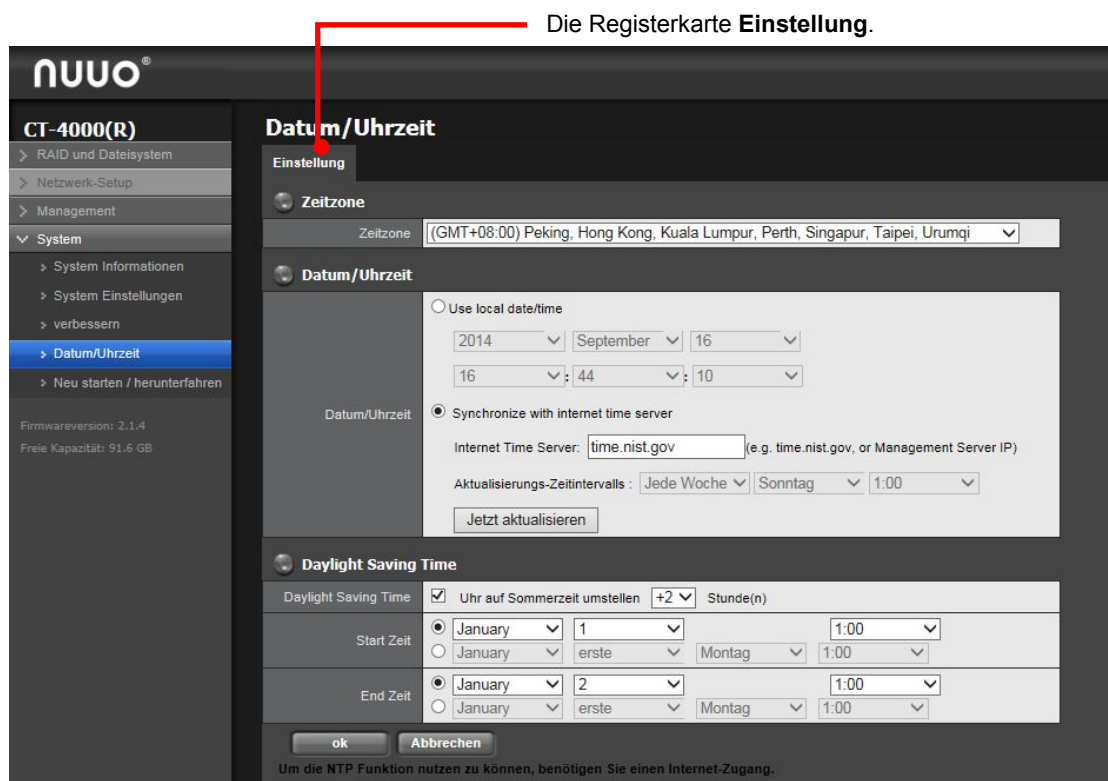 Die Registerkarte Einstellung.
nuuo®
CT-4000(R)
RAID und Dateisystem
Netzwerk-Setup
Management
System
System Informationen
System Einstellungen
verbessern
Datum/Uhrzeit
Neu starten / herunterfahren
Firmwareversion: 2.1.4
Freie Kapazität: 91.6 GB
Datum/Uhrzeit
Einstellung
Zeitzone
Zeitzone (GMT+08:00) Peking, Hong Kong, Kuala Lumpur, Perth, Singapur, Taipei, Urumqi
Datum/Uhrzeit
Use local date/time
2014 September 16
16 : 44 : 10
Datum/Uhrzeit Synchronize with internet time server
Internet Time Server: time.nist.gov (e.g. time.nist.gov, or Management Server IP)
Aktualisierungs-Zeitintervalls : Jede Woche Sonntag 1:00
Jetzt aktualisieren
Daylight Saving Time
Daylight Saving Time Uhr auf Sommerzeit umstellen +2 Stunde(n)
Start Zeit
January 1 1:00
January erste Montag 1:00
End Zeit
January 2 1:00
January erste Montag 1:00
ok Abbrechen
Um die NTP Funktion nutzen zu können, benötigen Sie einen Internet-Zugang.